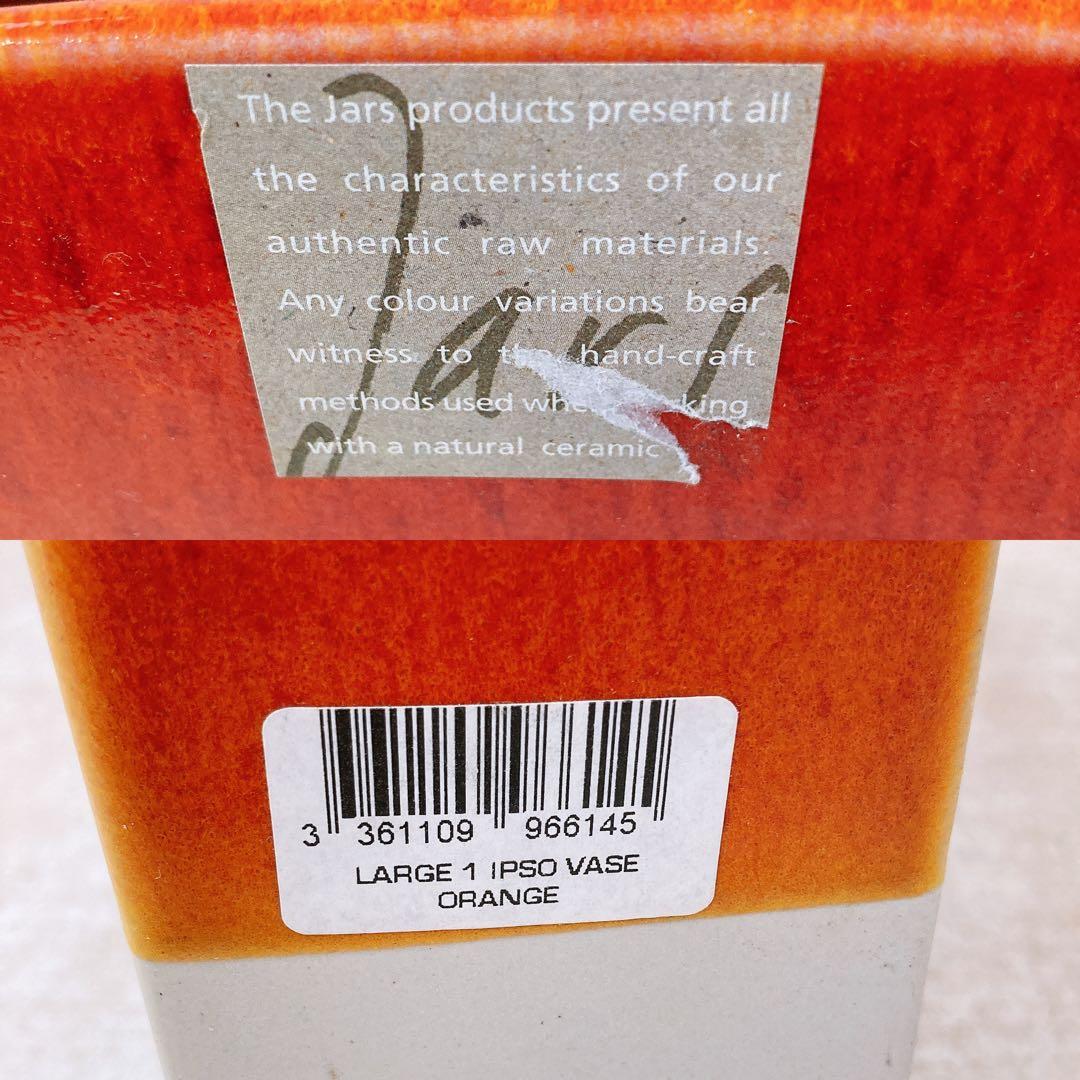 The Jars products present all
the characteristics of our
authentic raw materials.
Any colour variations bear
witness to the hand-craft
methods used
with a natural ceramic
Jars
3 361109 966145
LARGE 1 IPSO VASE
ORANGE